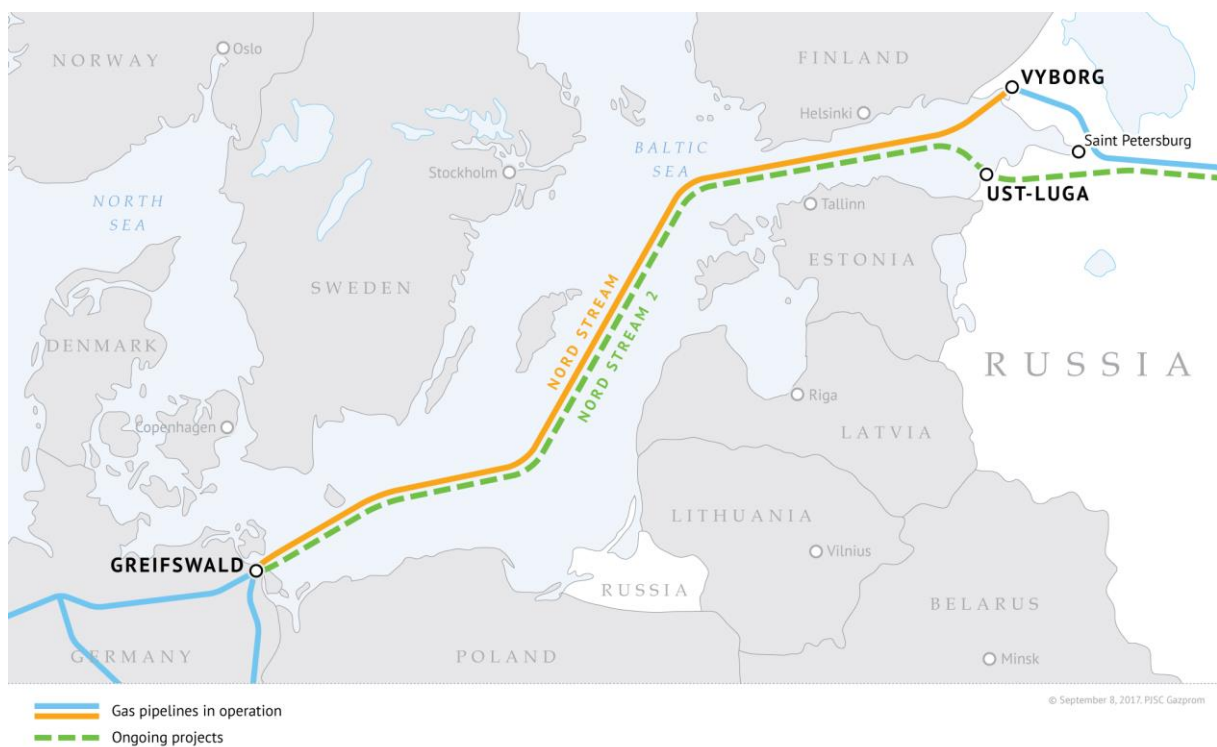 NORWAY
Oslo
FINLAND
VYBORG
Helsinki
Saint Petersburg
BALTIC
SEA
Stockholm
UST-LUGA
NORTH
SEA
Tallinn
ESTONIA
SWEDEN
NORD STREAM
NORD STREAM 2
DENMARK
RUSSIA
Riga
Copenhagen
LATVIA
LITHUANIA
Vilnius
GREIFSWALD
RUSSIA
BELARUS
GERMANY
POLAND
Minsk
© September 8, 2017. PJSC Gazprom
Gas pipelines in operation
Ongoing projects